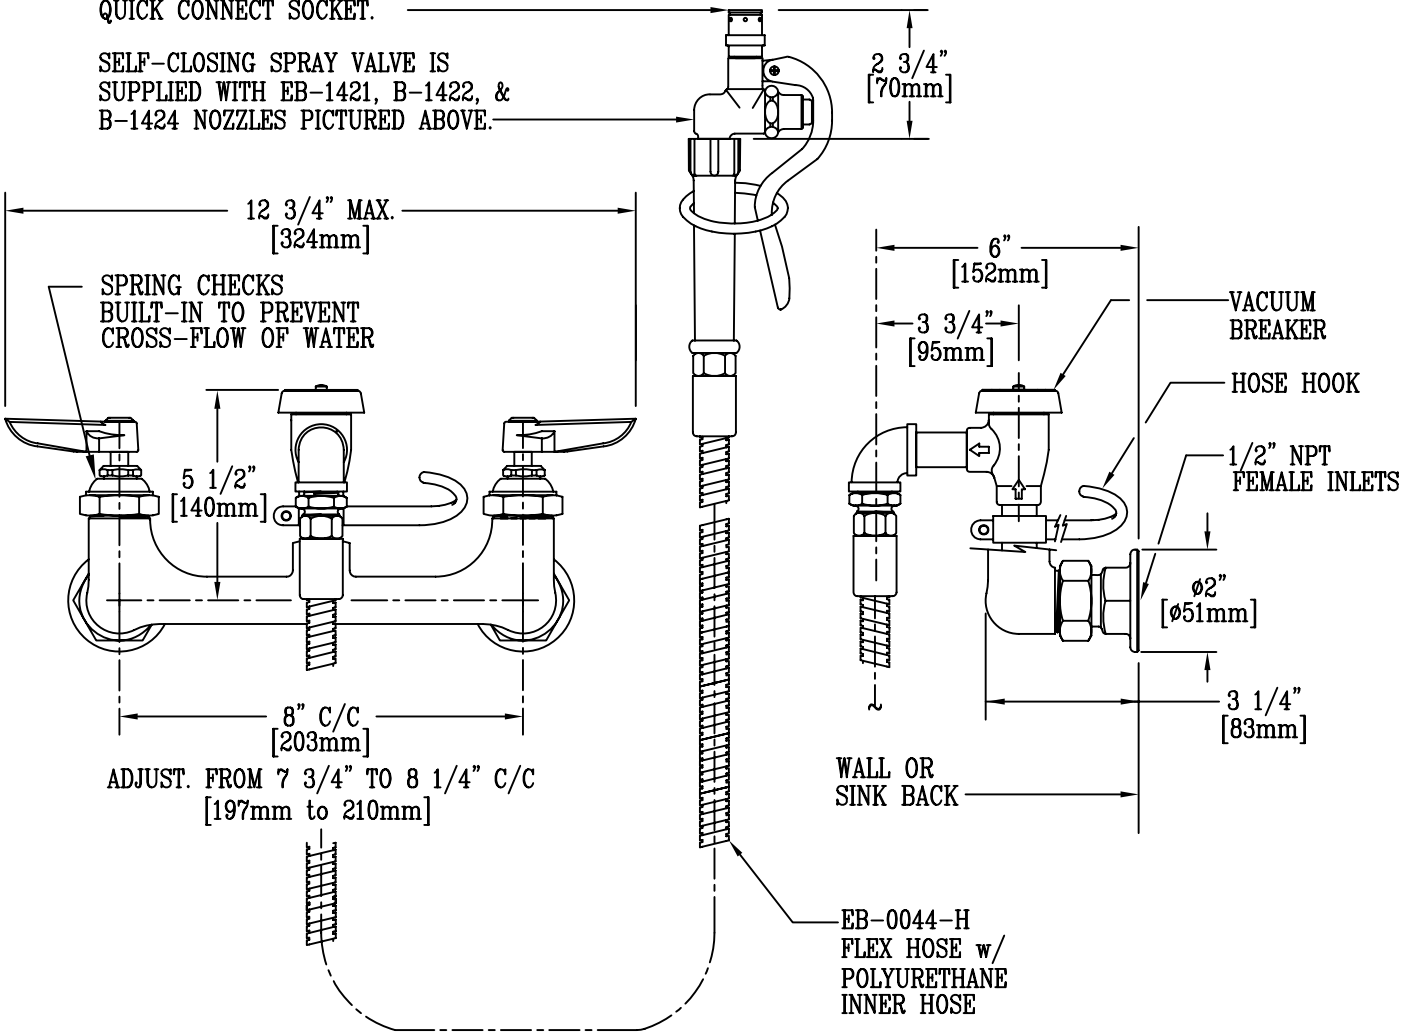 QUICK CONNECT SOCKET.
SELF-CLOSING SPRAY VALVE IS
SUPPLIED WITH EB-1421, B-1422, &
B-1424 NOZZLES PICTURED ABOVE.
2 3/4"
[70mm]
12 3/4" MAX.
[324mm]
SPRING CHECKS
BUILT-IN TO PREVENT
CROSS-FLOW OF WATER
6"
[152mm]
3 3/4"
[95mm]
VACUUM
BREAKER
HOSE HOOK
5 1/2"
[140mm]
1/2" NPT
FEMALE INLETS
ø2"
[ø51mm]
3 1/4"
[83mm]
8" C/C
[203mm]
ADJUST. FROM 7 3/4" TO 8 1/4" C/C
[197mm to 210mm]
WALL OR
SINK BACK
EB-0044-H
FLEX HOSE w/
POLYURETHANE
INNER HOSE